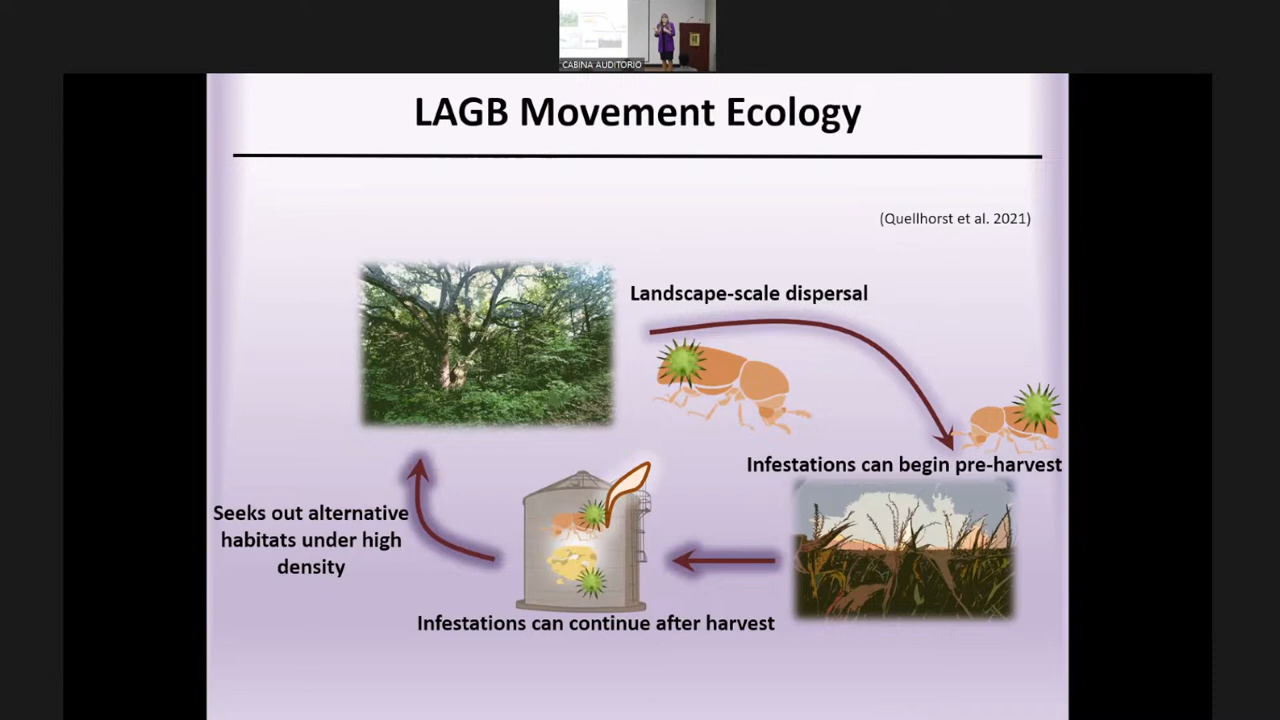 CABINA AUDITORIO
LAGB Movement Ecology
(Quellhorst et al. 2021)
Landscape-scale dispersal
Infestations can begin pre-harvest
Seeks out alternative
habitats under high
density
Infestations can continue after harvest